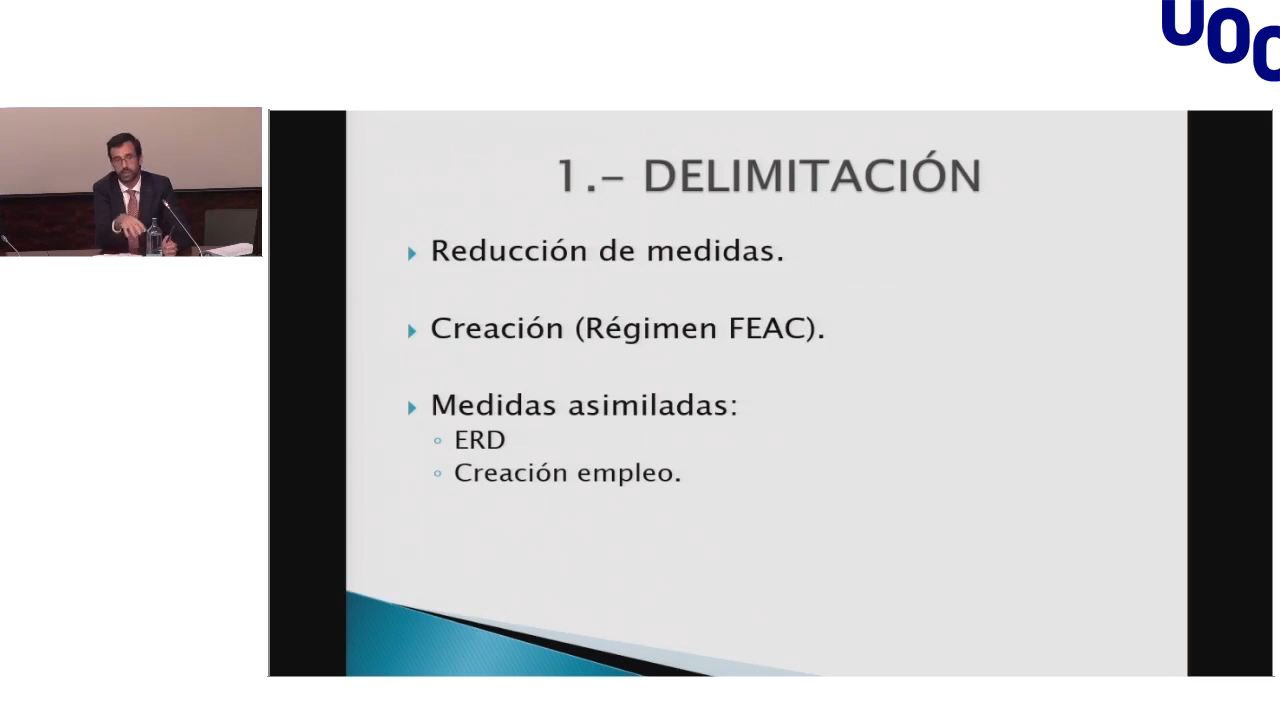 UOC
1.- DELIMITACIÓN
Reducción de medidas.
Creación (Régimen FEAC).
Medidas asimiladas:
ERD
Creación empleo.